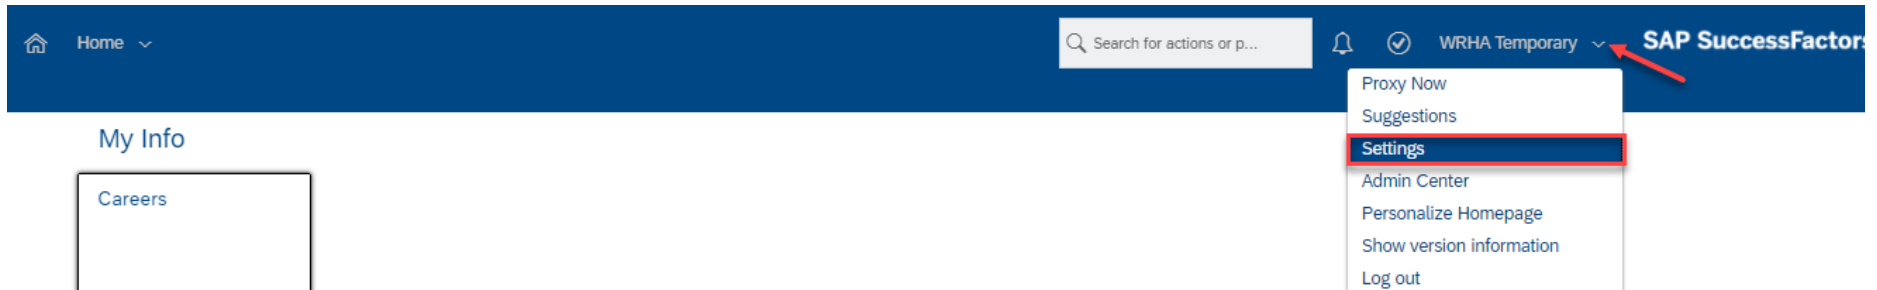 Home
Search for actions or p...
WRHA Temporary
SAP SuccessFactors
Proxy Now
Suggestions
Settings
Admin Center
Personalize Homepage
Show version information
Log out
My Info
Careers